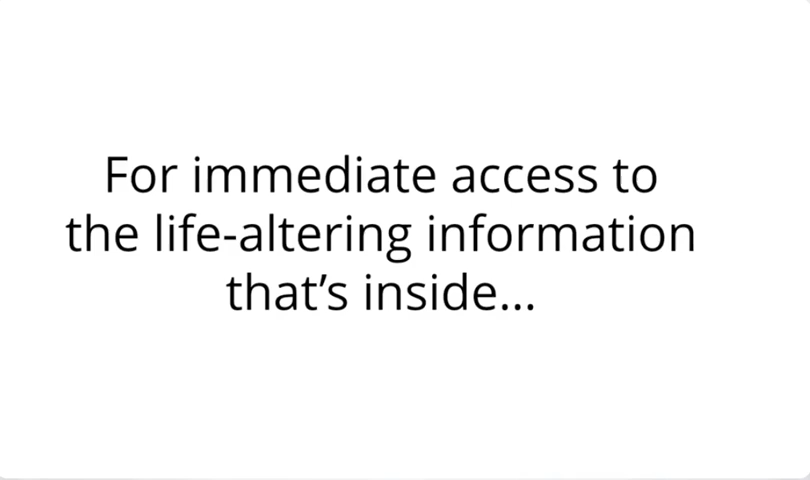 For immediate access to
the life-altering information
that’s inside...